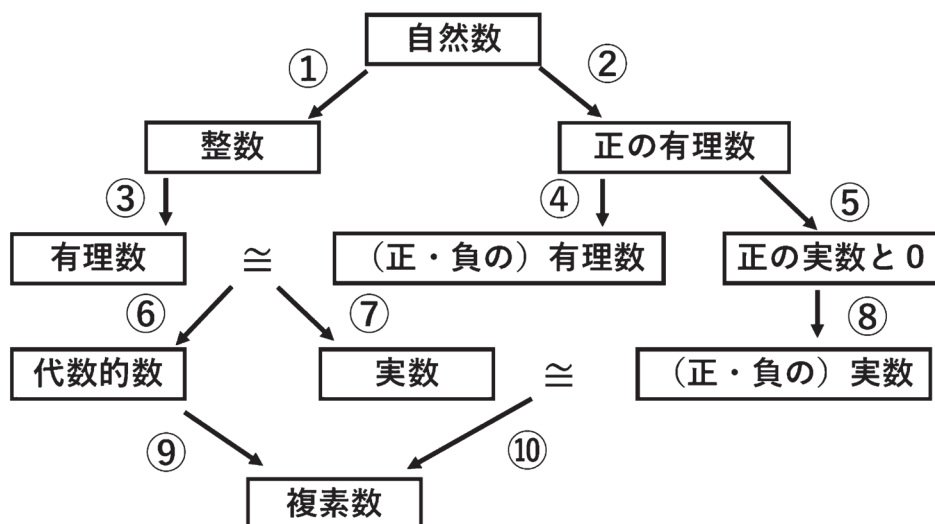 自然数
① ②
整数 正の有理数
③ ④ ⑤
有理数 ≅ (正・負の)有理数 正の実数と0
⑥ ⑦ ⑧
代数的数 実数 ≅ (正・負の)実数
⑨ ⑩
複素数